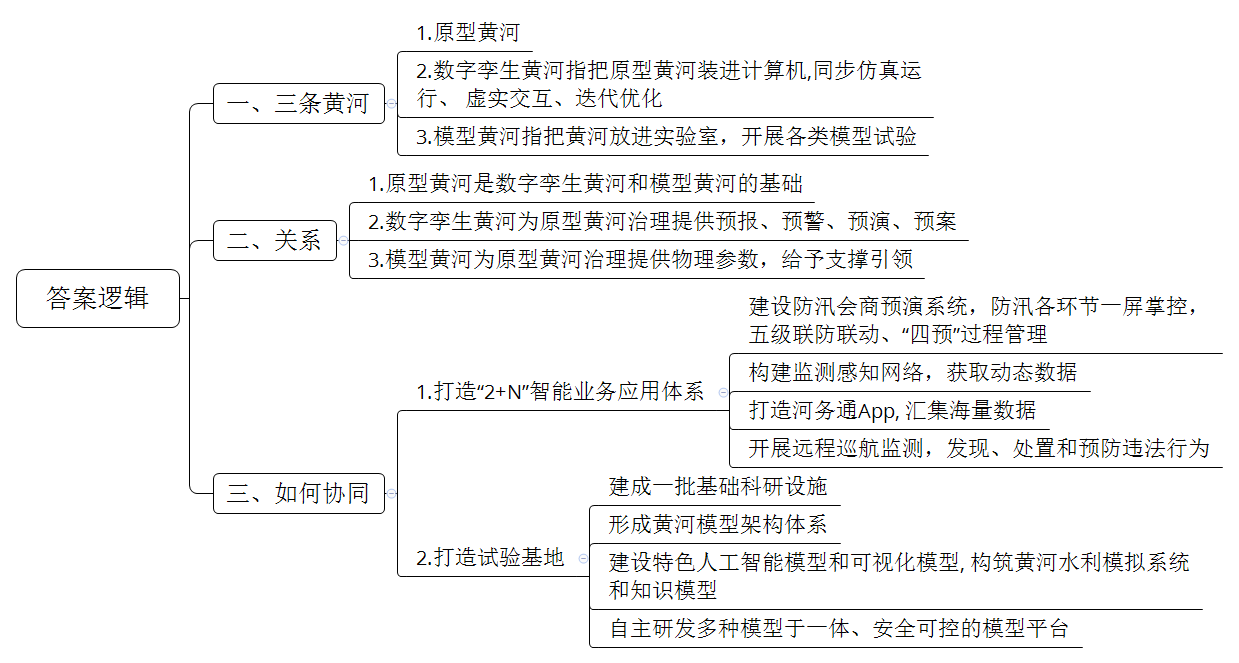 答案逻辑
一、三条黄河
1.原型黄河
2.数字孪生黄河指把原型黄河装进计算机,同步仿真运
行、 虚实交互、迭代优化
3.模型黄河指把黄河放进实验室，开展各类模型试验
二、关系
1.原型黄河是数字孪生黄河和模型黄河的基础
2.数字孪生黄河为原型黄河治理提供预报、预警、预演、预案
3.模型黄河为原型黄河治理提供物理参数，给予支撑引领
三、如何协同
1.打造“2+N”智能业务应用体系
建设防汛会商预演系统，防汛各环节一屏掌控，
五级联防联动、“四预”过程管理
构建监测感知网络，获取动态数据
打造河务通App, 汇集海量数据
开展远程巡航监测，发现、处置和预防违法行为
2.打造试验基地
建成一批基础科研设施
形成黄河模型架构体系
建设特色人工智能模型和可视化模型, 构筑黄河水利模拟系统
和知识模型
自主研发多种模型于一体、安全可控的模型平台